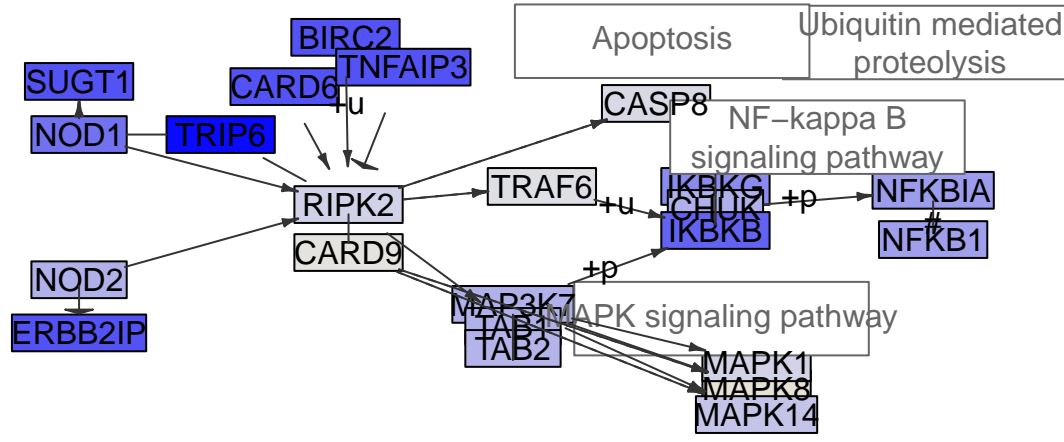 BIRC2
Apoptosis
Ubiquitin mediated
proteolysis
TNFAIP3
SUGT1
CARD6
+u
CASP8
NOD1
TRIP6
NF−kappa B
signaling pathway
RIPK2
TRAF6
+u
IKBKG
CHUK
IKBKB
+p
NFKBIA
#
NFKB1
CARD9
NOD2
+p
ERBB2IP
MAP3K7
TAB1
TAB2
MAPK signaling pathway
MAPK1
MAPK8
MAPK14